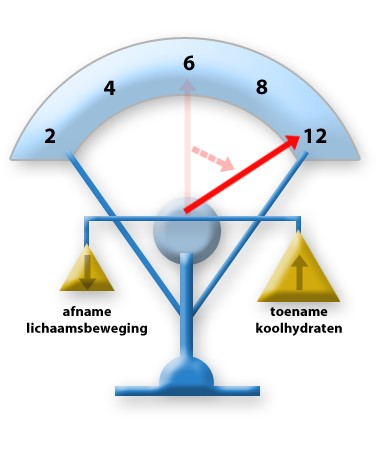 2
4
6
8
12
afname
lichaamsbeweging
toename
koolhydraten